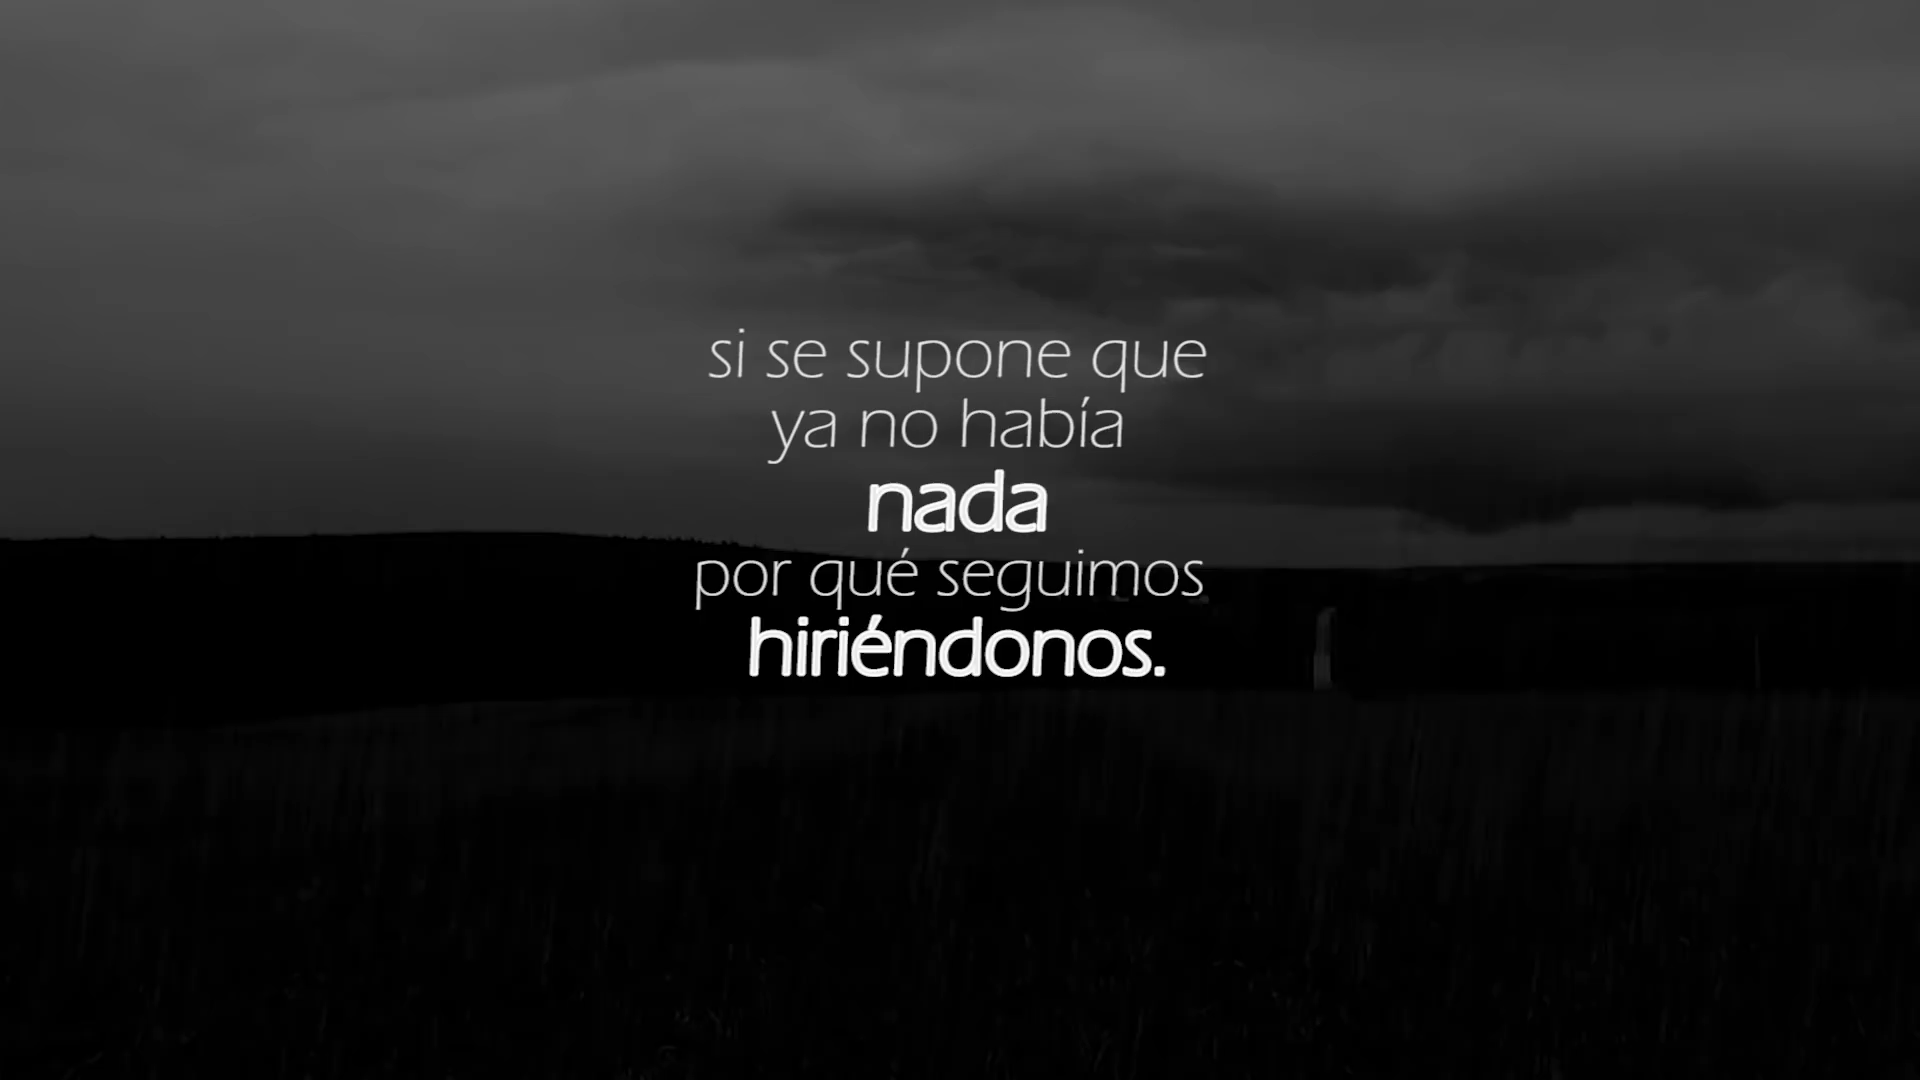 si se supone que
ya no había
nada
por qué seguimos
hiriéndonos.